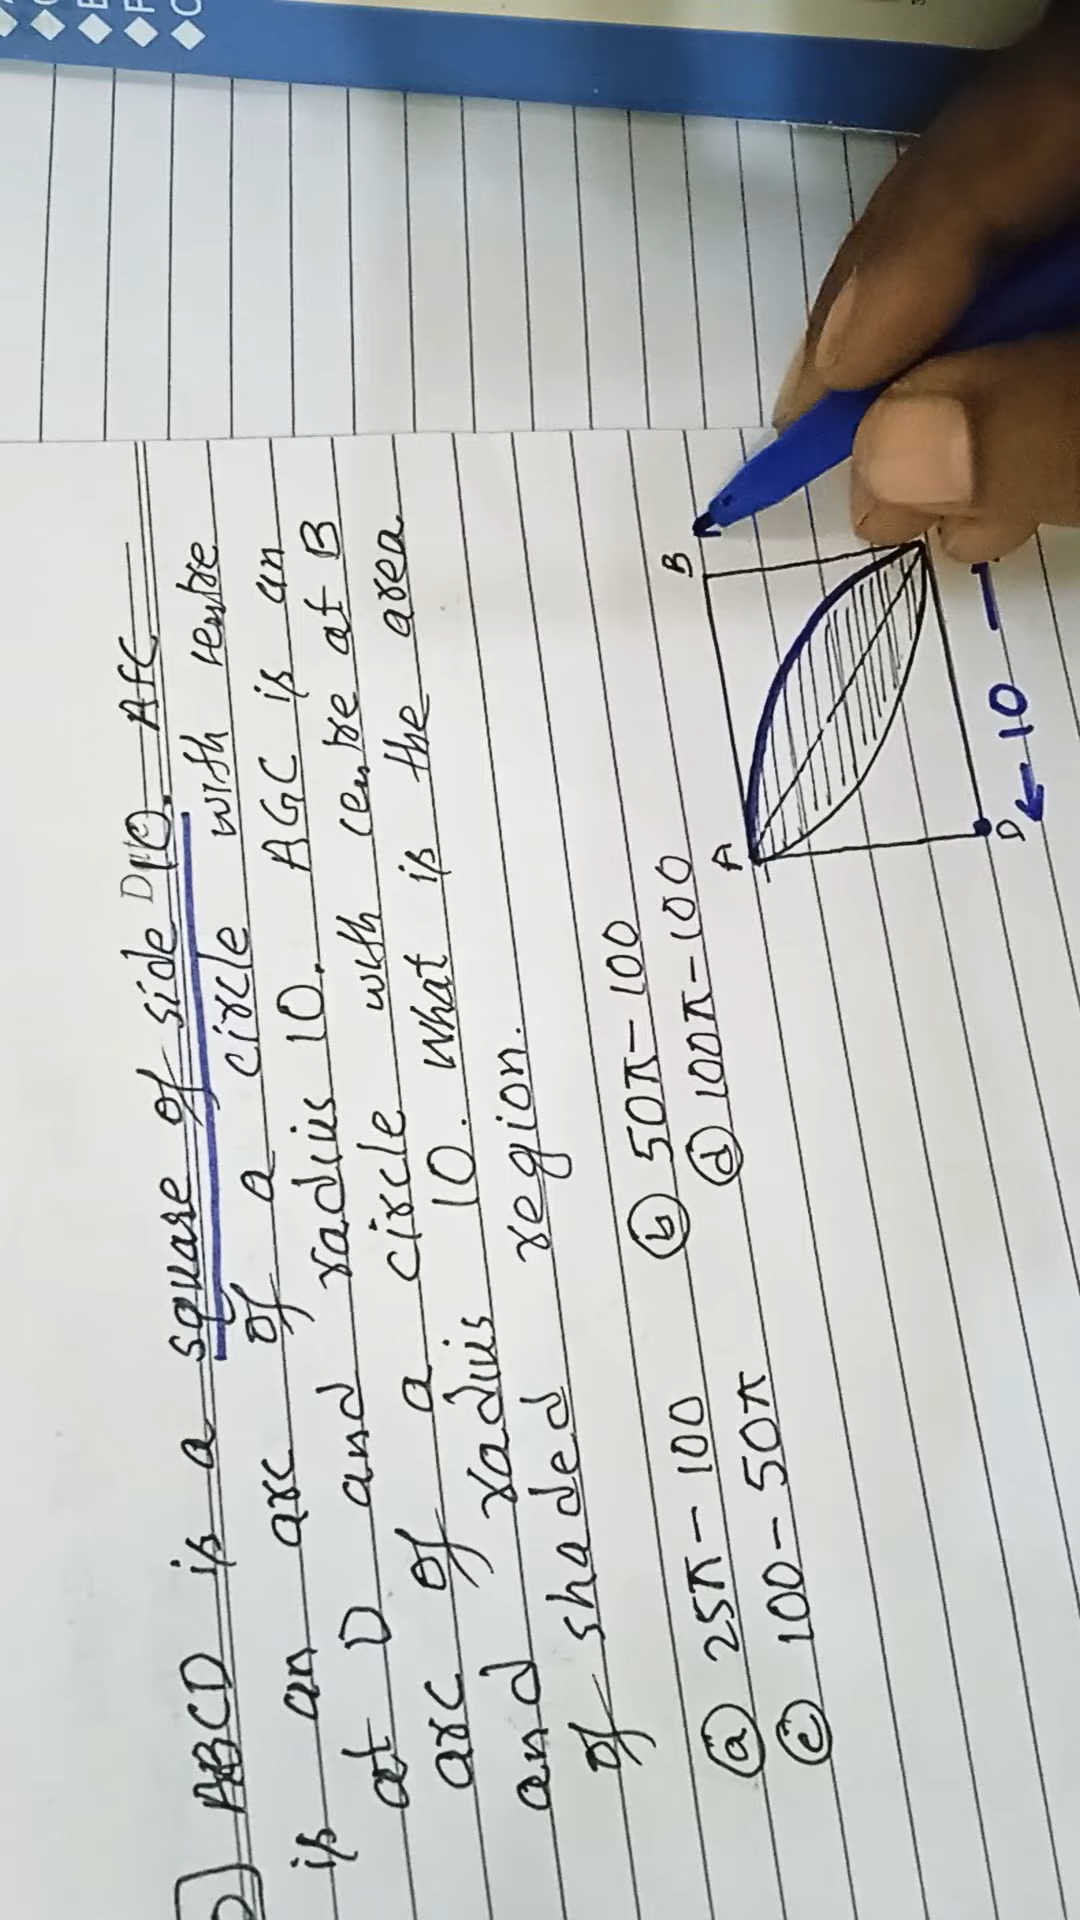 ABCD is a square of side 10. AFC
is an arc of a circle with centre
at D and radius 10. AGC is an
arc of a circle with centre at B
and radius 10. what is the area
of shaded region.
(a) 25π-100 (b) 50π-100
(c) 100-50π (d) 100π-100
A B
D
← 10